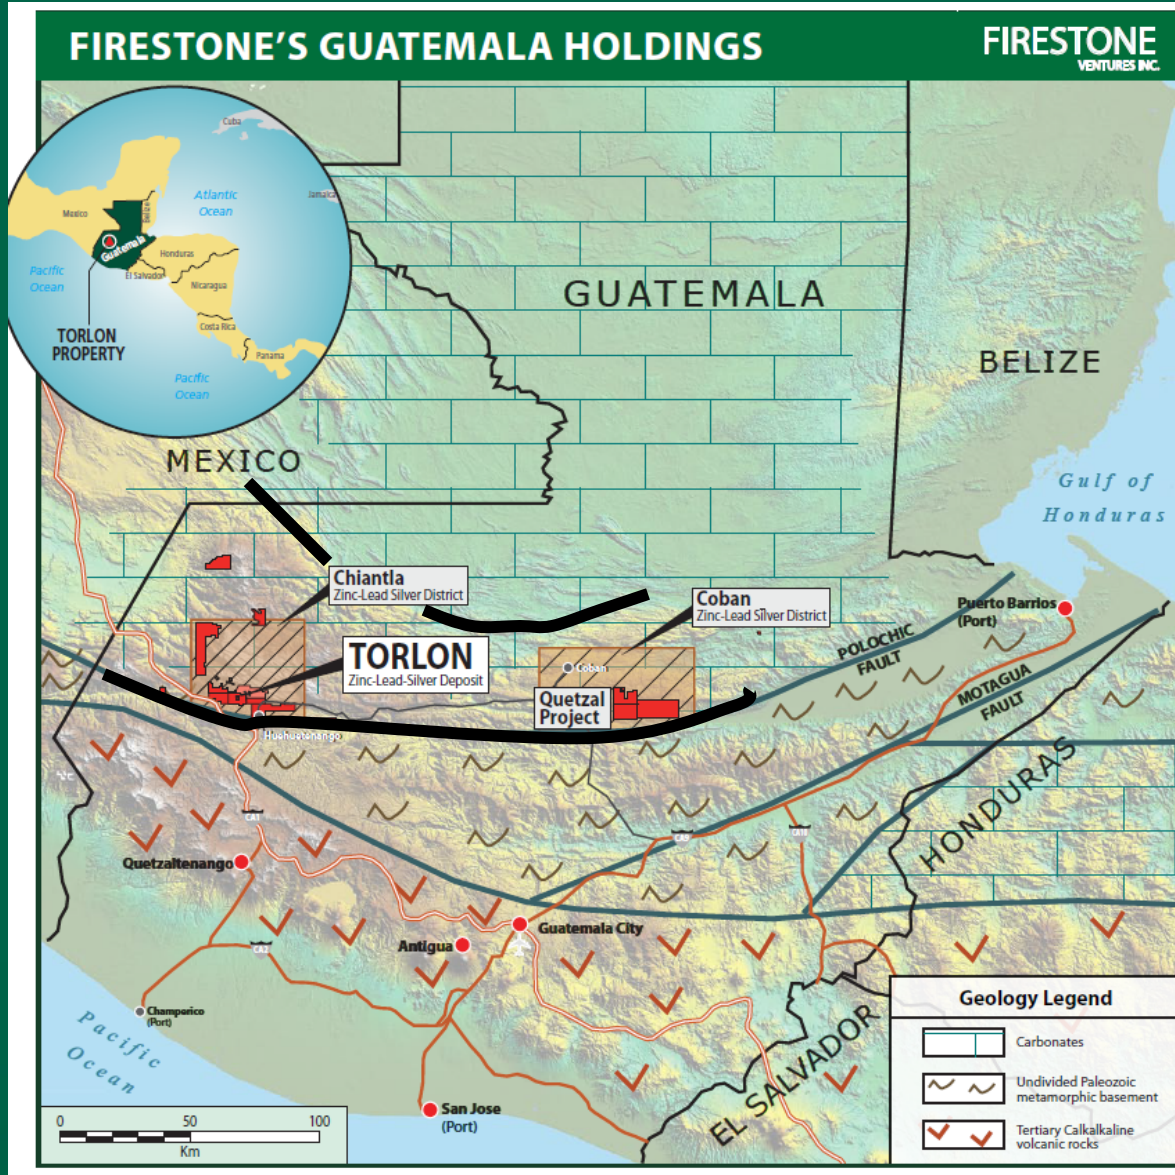 FIRESTONE'S GUATEMALA HOLDINGS
FIRESTONE
VENTURES INC.
Cuba
Atlantic
Ocean
Jamaica
Mexico
Belize
Guatemala
Honduras
Pacific
Ocean
El Salvador
Nicaragua
Costa Rica
TORLON
PROPERTY
Panama
Pacific
Ocean
GUATEMALA
BELIZE
MEXICO
Gulf of
Honduras
Chiantla
Zinc-Lead Silver District
Coban
Zinc-Lead Silver District
Puerto Barrios
(Port)
TORLON
Zinc-Lead-Silver Deposit
Coban
POLOCHIC
FAULT
Quetzal
Project
MOTAGUA
FAULT
Huehuetenango
HONDURAS
CA1
CA9
CA10
Quetzaltenango
Guatemala City
Antigua
CA2
Champerico
(Port)
Pacific
Ocean
EL SALVADOR
San Jose
(Port)
0 50 100
Km
Geology Legend
Carbonates
Undivided Paleozoic
metamorphic basement
Tertiary Calkalkaline
volcanic rocks